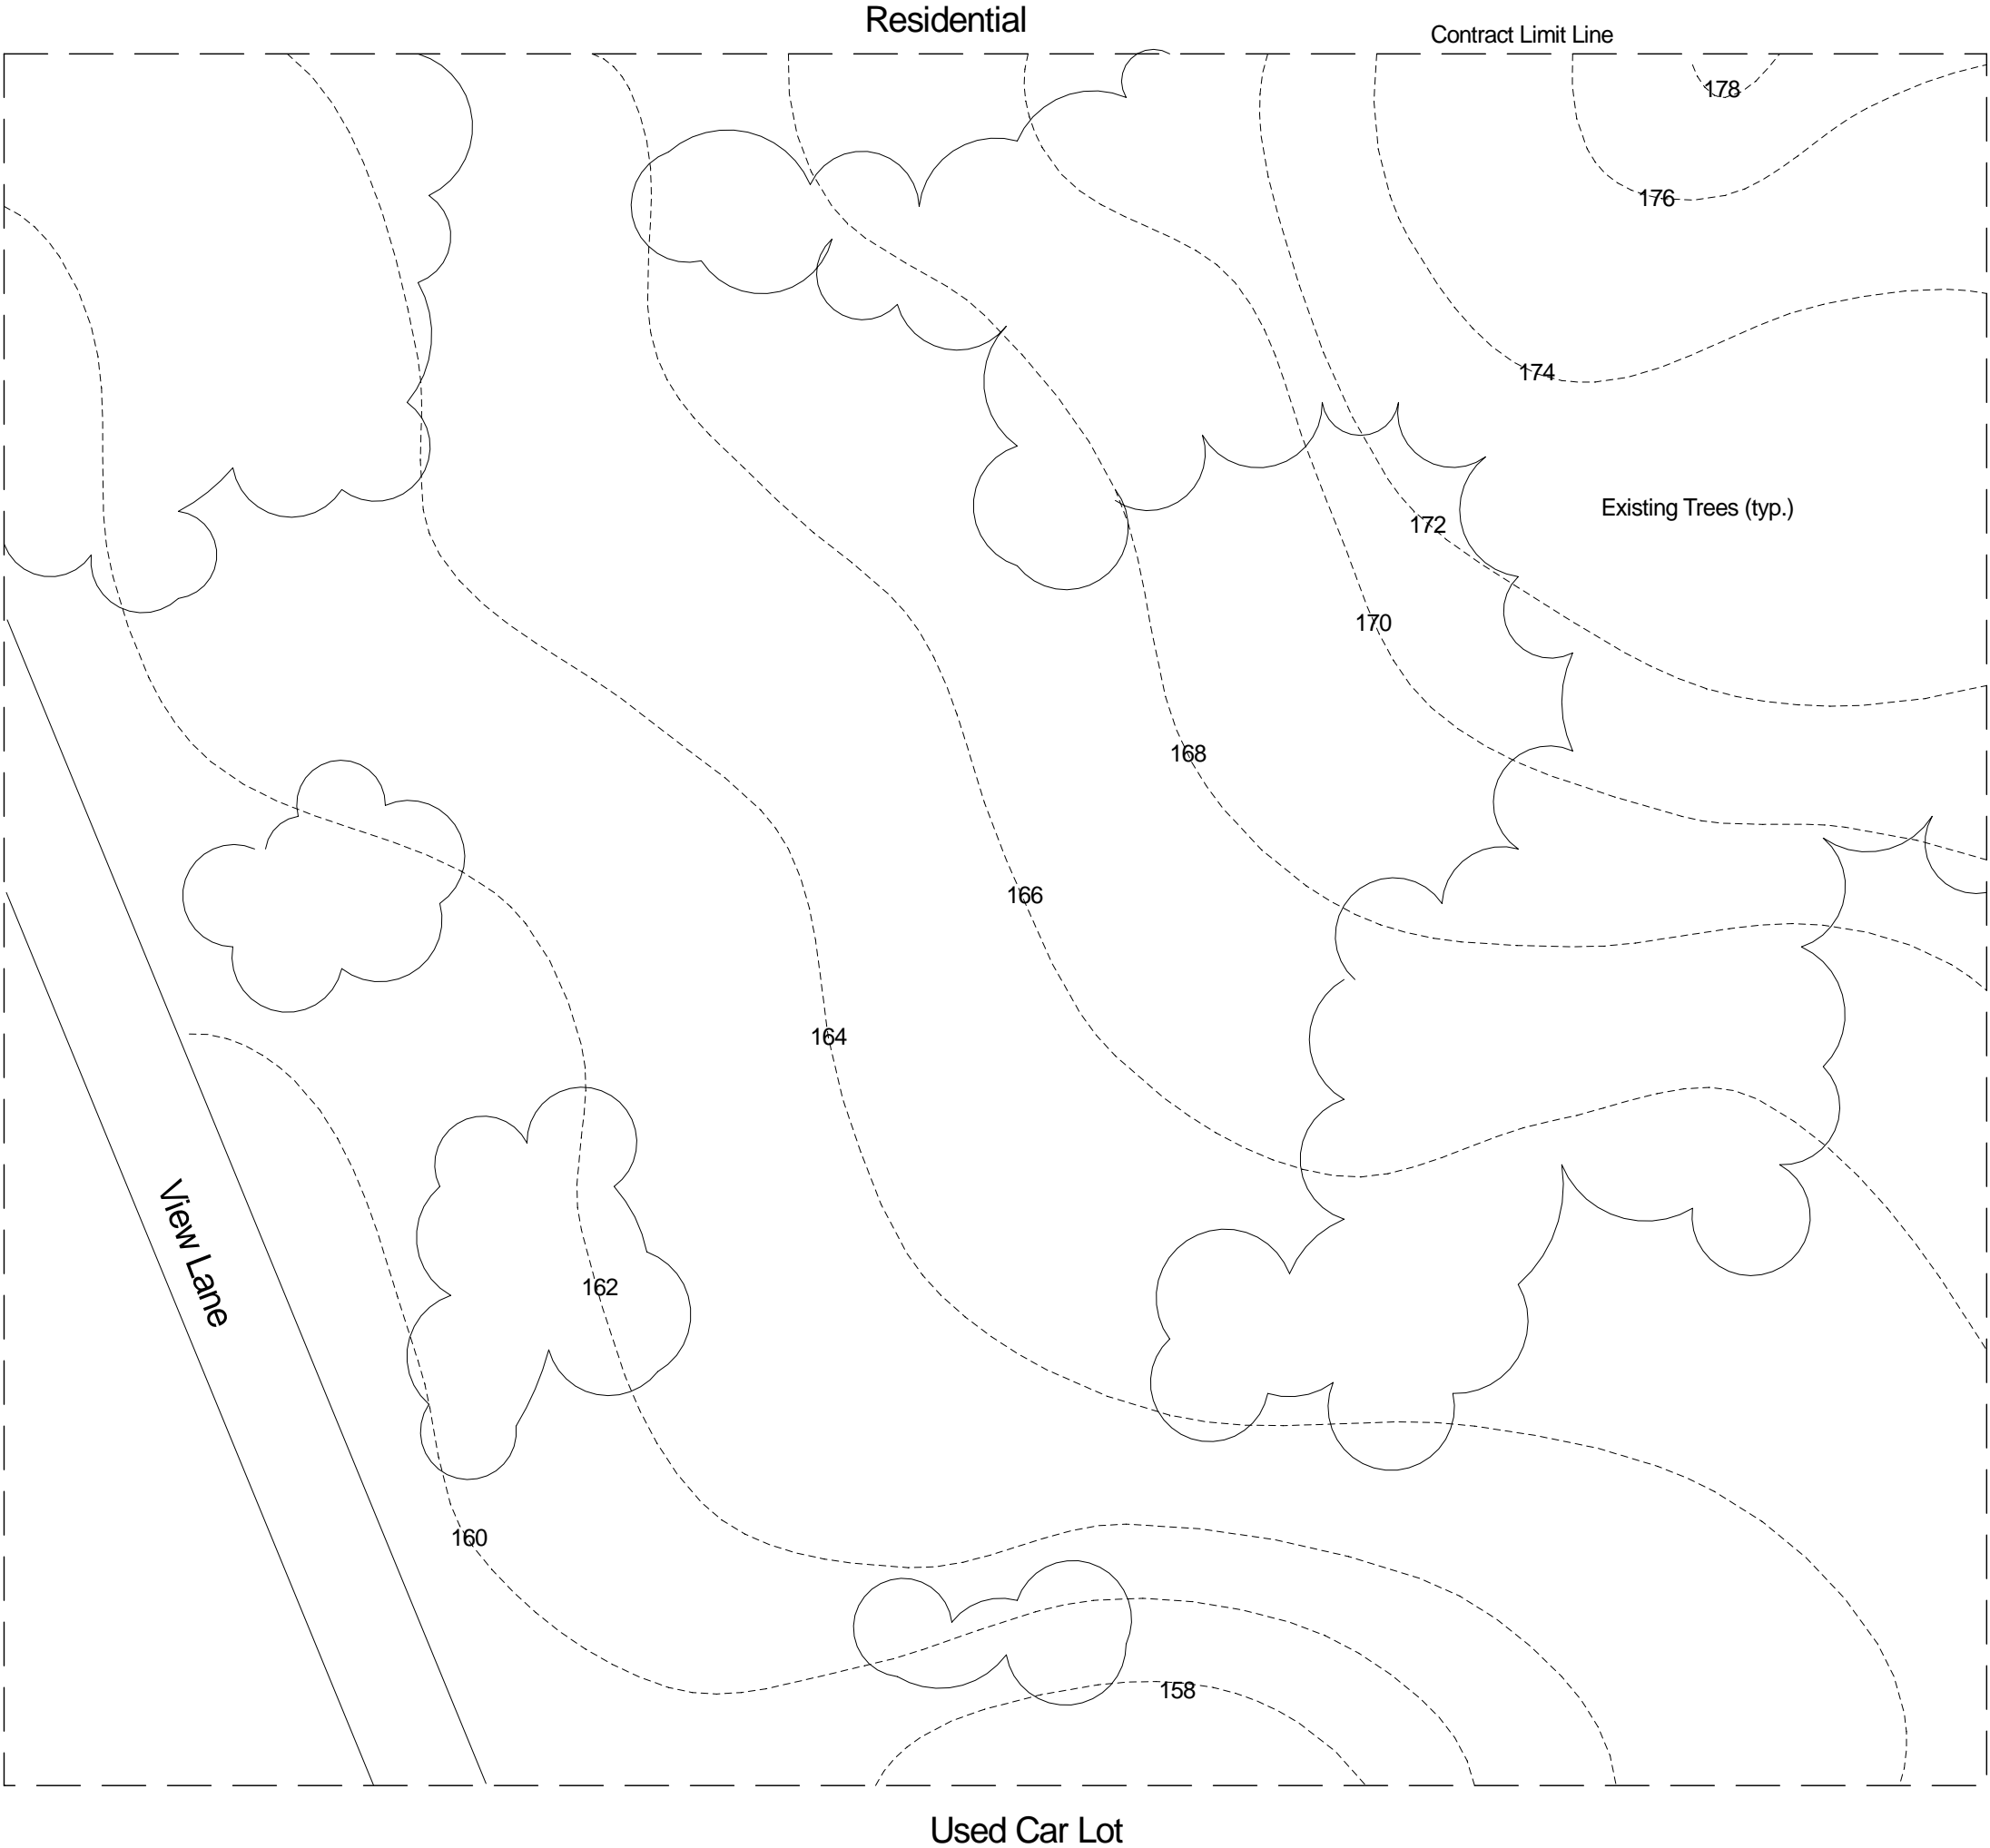 Residential
Contract Limit Line
178
176
174
Existing Trees (typ.)
172
170
168
166
164
View Lane
162
160
158
Used Car Lot